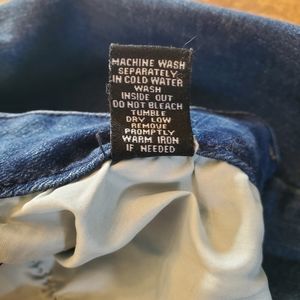 MACHINE WASH
SEPARATELY
IN COLD WATER
WASH
INSIDE OUT
DO NOT BLEACH
TUMBLE
DRY LOW
REMOVE
PROMPTLY
WARM IRON
IF NEEDED